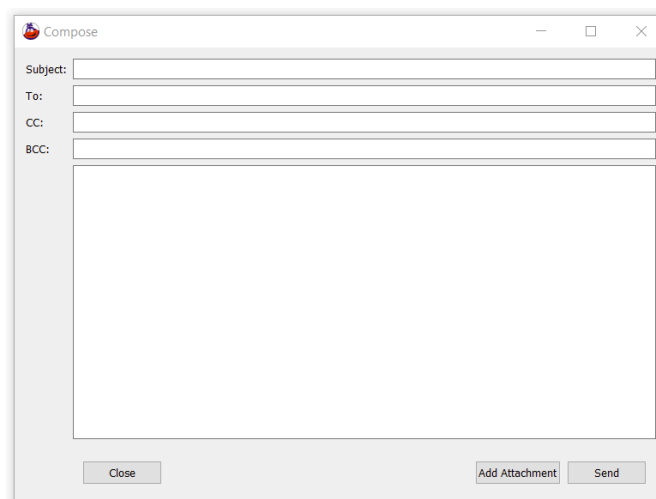 Compose
Subject:
To:
CC:
BCC:
Close Add Attachment Send